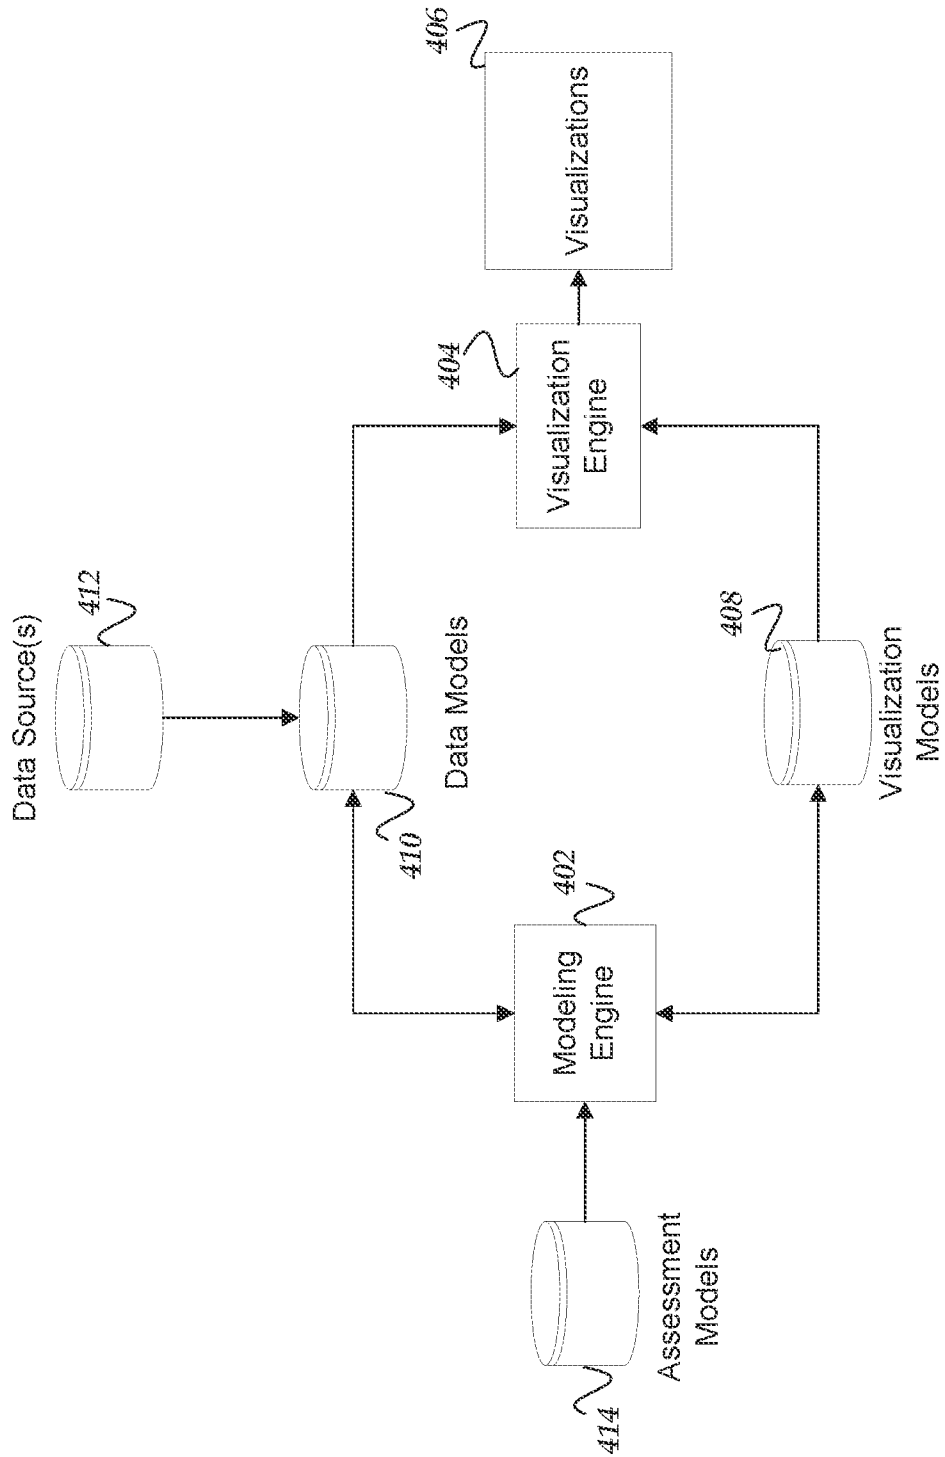 Data Source(s)
412
410
Data Models
414
Assessment
Models
402
Modeling
Engine
404
Visualization
Engine
406
Visualizations
408
Visualization
Models